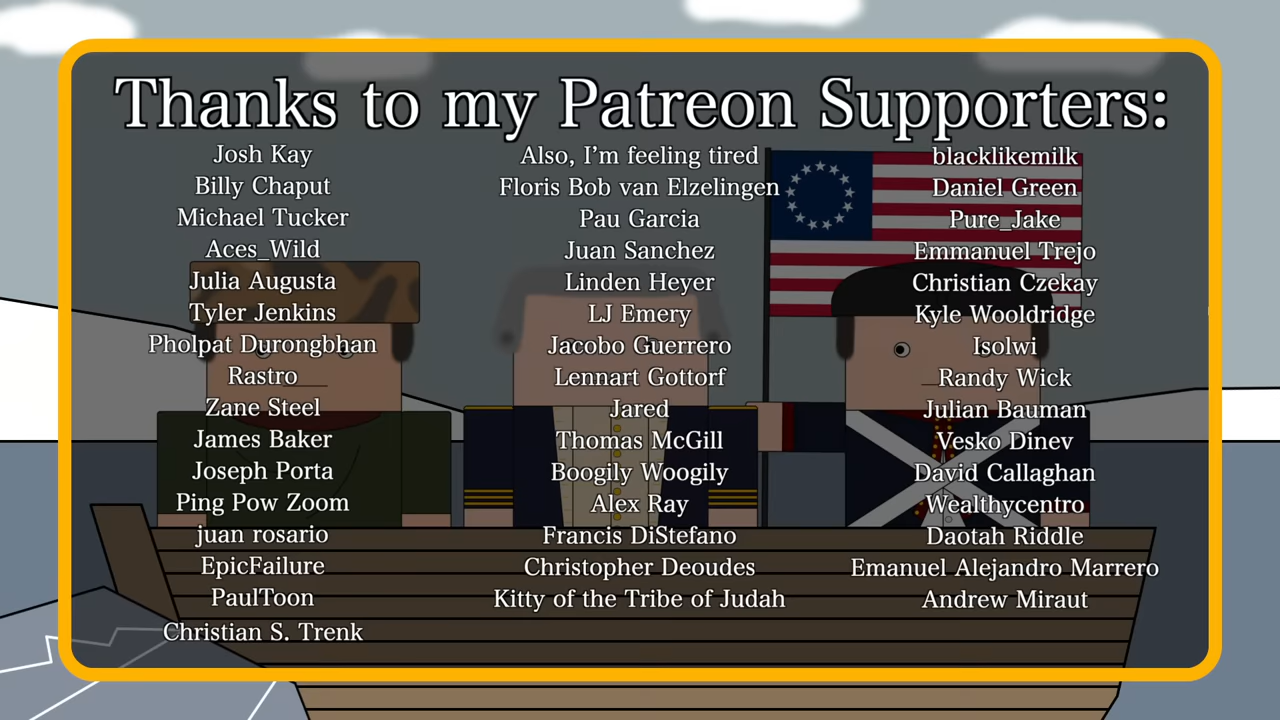 Thanks to my Patreon Supporters:
Josh Kay
Billy Chaput
Michael Tucker
Aces_Wild
Julia Augusta
Tyler Jenkins
Pholpat Durongbhan
Rastro
Zane Steel
James Baker
Joseph Porta
Ping Pow Zoom
juan rosario
EpicFailure
PaulToon
Christian S. Trenk
Also, I'm feeling tired
Floris Bob van Elzelingen
Pau Garcia
Juan Sanchez
Linden Heyer
LJ Emery
Jacobo Guerrero
Lennart Gottorf
Jared
Thomas McGill
Boogily Woogily
Alex Ray
Francis DiStefano
Christopher Deoudes
Kitty of the Tribe of Judah
blacklikemilk
Daniel Green
Pure_Jake
Emmanuel Trejo
Christian Czekay
Kyle Wooldridge
Isolwi
Randy Wick
Julian Bauman
Vesko Dinev
David Callaghan
Wealthycentro
Daotah Riddle
Emanuel Alejandro Marrero
Andrew Miraut